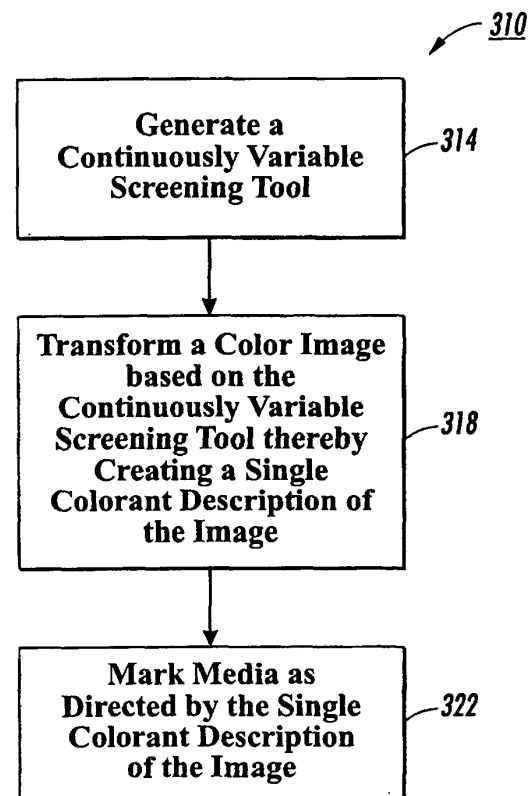 310
Generate a
Continuously Variable
Screening Tool
314
Transform a Color Image
based on the
Continuously Variable
Screening Tool thereby
Creating a Single
Colorant Description of
the Image
318
Mark Media as
Directed by the Single
Colorant Description
of the Image
322